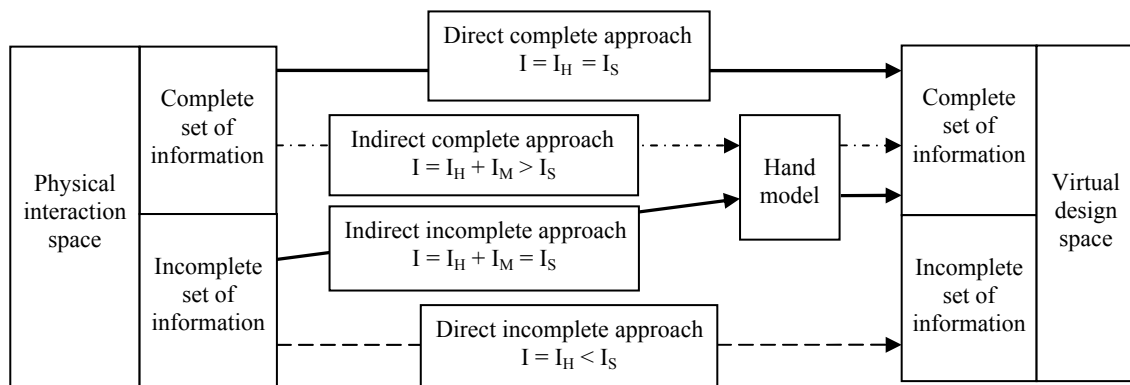 Physical
interaction
space
Complete
set of
information
Incomplete
set of
information
Direct complete approach
I = I_H = I_S
Indirect complete approach
I = I_H + I_M > I_S
Indirect incomplete approach
I = I_H + I_M = I_S
Direct incomplete approach
I = I_H < I_S
Hand
model
Complete
set of
information
Incomplete
set of
information
Virtual
design
space